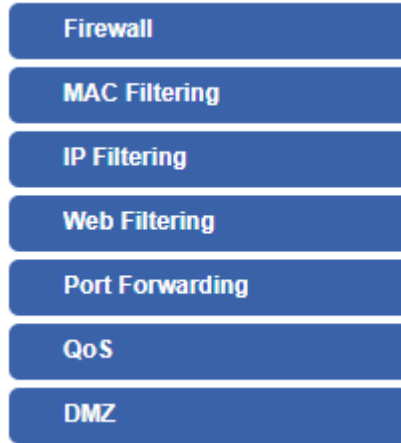 Firewall
MAC Filtering
IP Filtering
Web Filtering
Port Forwarding
QoS
DMZ